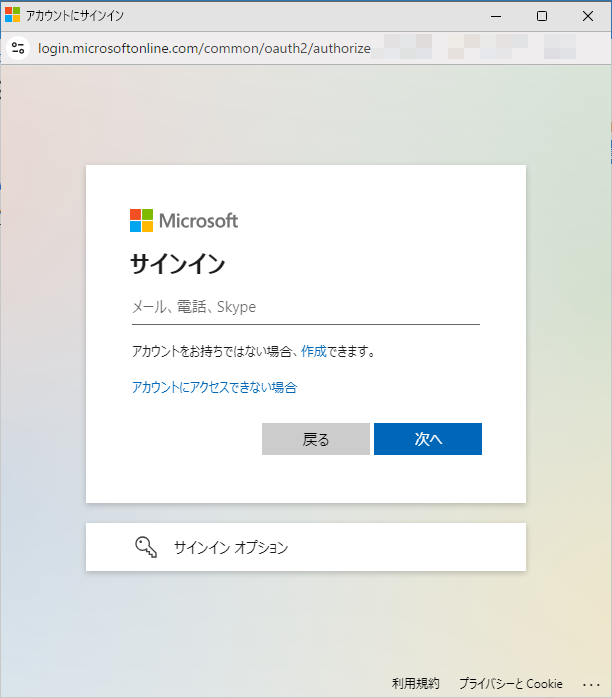 アカウントにサインイン
login.microsoftonline.com/common/oauth2/authorize
Microsoft
サインイン
メール、電話、Skype
アカウントをお持ちではない場合、作成できます。
アカウントにアクセスできない場合
戻る
次へ
サインイン オプション
利用規約
プライバシーと Cookie
...